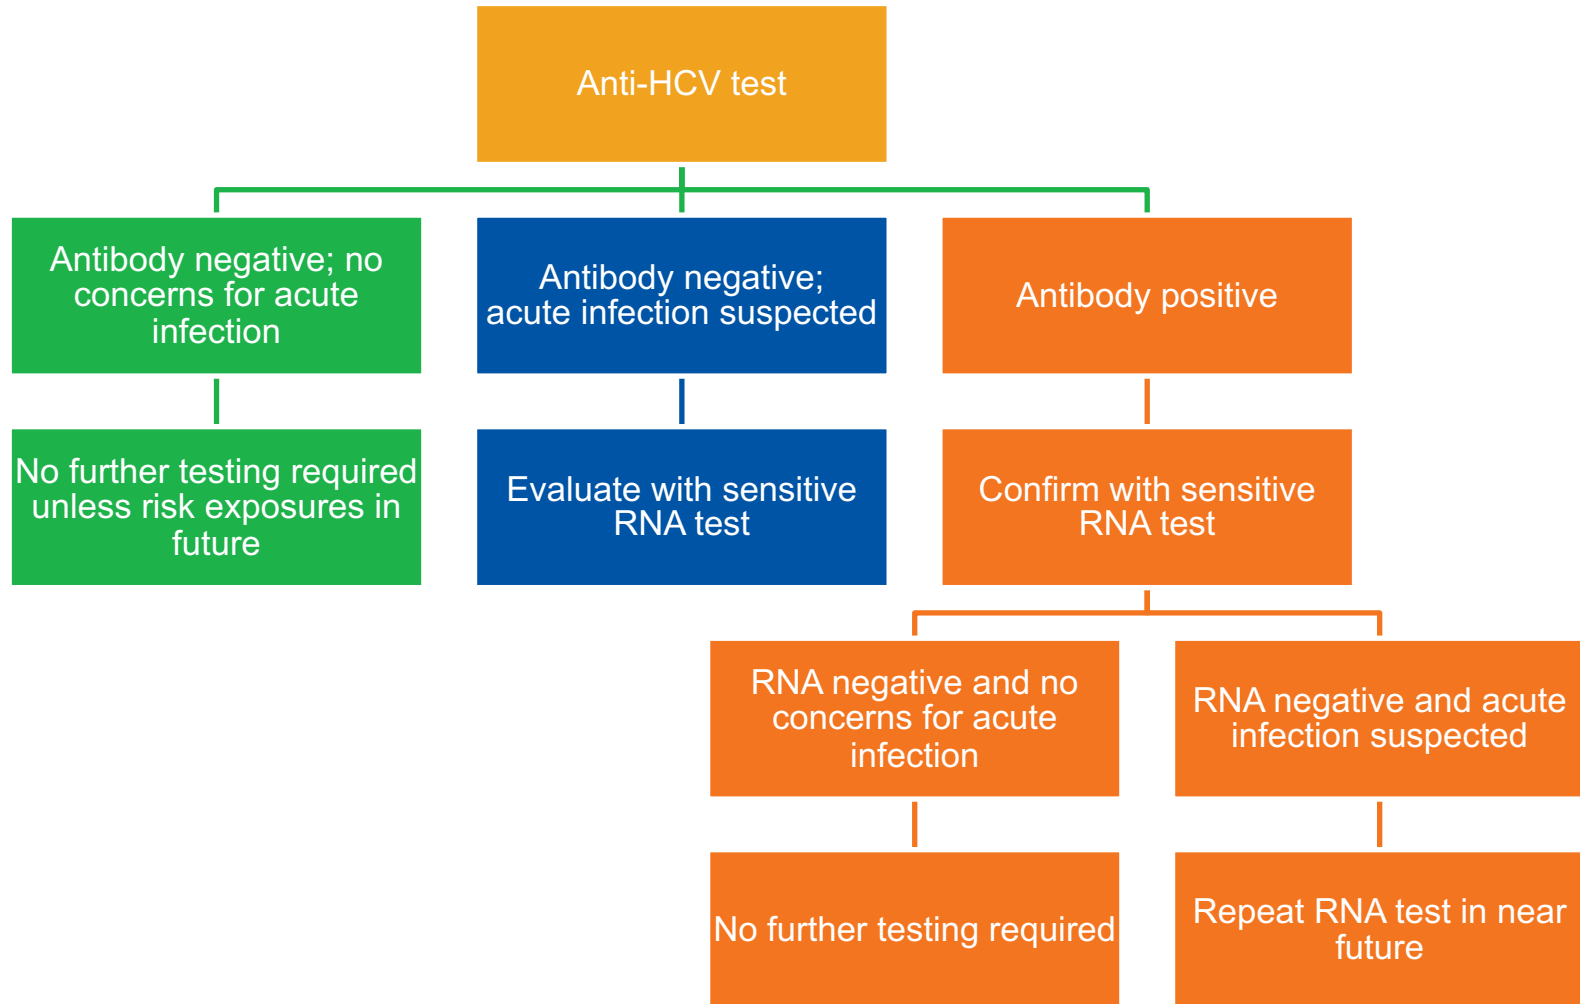 Anti-HCV test
Antibody negative; no
concerns for acute
infection
Antibody negative;
acute infection suspected
Antibody positive
No further testing required
unless risk exposures in
future
Evaluate with sensitive
RNA test
Confirm with sensitive
RNA test
RNA negative and no
concerns for acute
infection
RNA negative and acute
infection suspected
No further testing required
Repeat RNA test in near
future